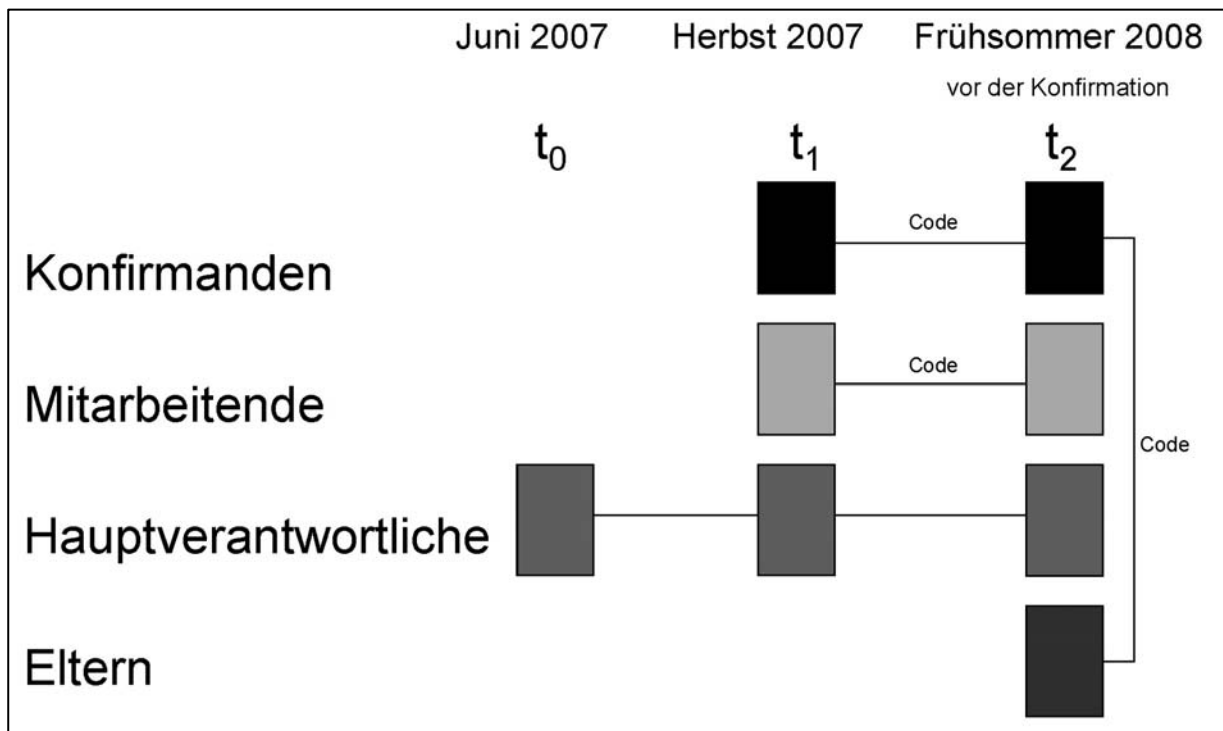 Juni 2007 Herbst 2007 Frühsommer 2008
vor der Konfirmation
t₀ t₁ t₂
Code
Konfirmanden
Code
Mitarbeitende
Code
Hauptverantwortliche
Eltern